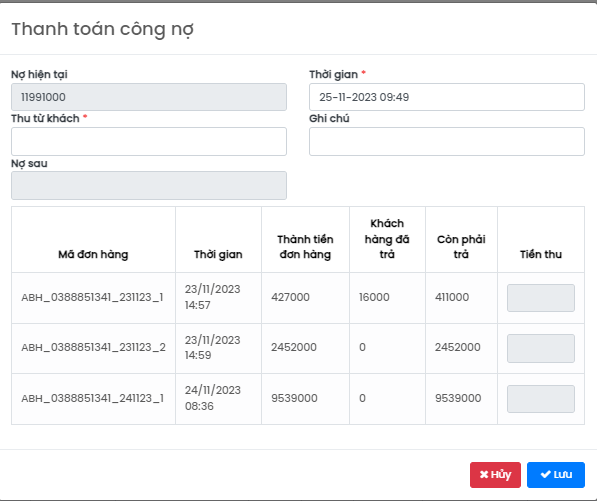 Thanh toán công nợ
Nợ hiện tại
Thời gian *
11991000
25-11-2023 09:49
Thu từ khách *
Ghi chú
Nợ sau
Mã đơn hàng
Thời gian
Thành tiền
đơn hàng
Khách
hàng đã
trả
Còn phải
trả
Tiền thu
ABH_0388851341_231123_1
23/11/2023
14:57
427000
16000
411000
ABH_0388851341_231123_2
23/11/2023
14:59
2452000
0
2452000
ABH_0388851341_241123_1
24/11/2023
08:36
9539000
0
9539000
Hủy
Lưu